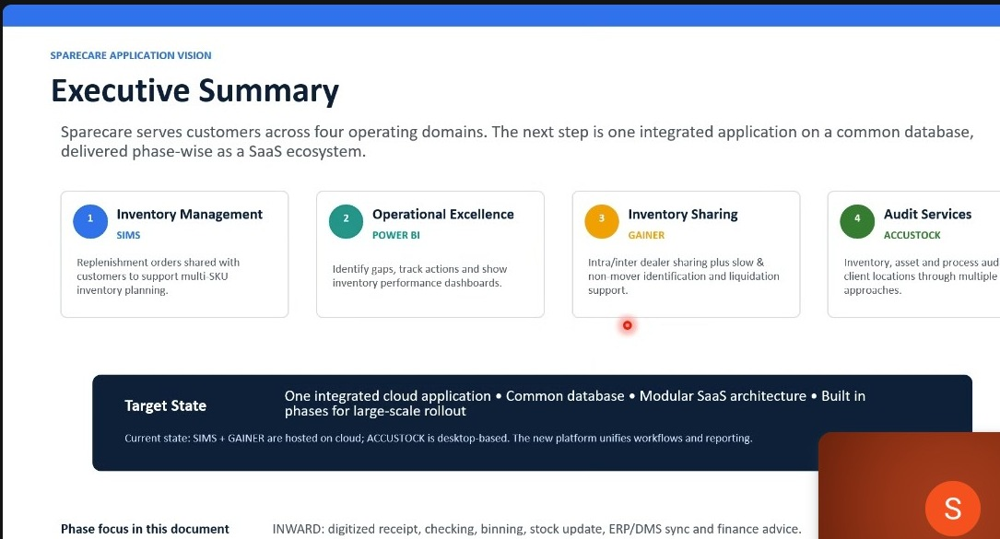 SPARECARE APPLICATION VISION
Executive Summary
Sparecare serves customers across four operating domains. The next step is one integrated application on a common database,
delivered phase-wise as a SaaS ecosystem.
1
Inventory Management
SIMS
Replenishment orders shared with
customers to support multi-SKU
inventory planning.
2
Operational Excellence
POWER BI
Identify gaps, track actions and show
inventory performance dashboards.
3
Inventory Sharing
GAINER
Intra/inter dealer sharing plus slow &
non-mover identification and liquidation
support.
4
Audit Services
ACCUSTOCK
Inventory, asset and process
client locations through multiple
approaches.
Target State
One integrated cloud application • Common database • Modular SaaS architecture • Built in
phases for large-scale rollout
Current state: SIMS + GAINER are hosted on cloud; ACCUSTOCK is desktop-based. The new platform unifies workflows and reporting.
S
Phase focus in this document
INWARD: digitized receipt, checking, binning, stock update, ERP/DMS sync and finance advice.